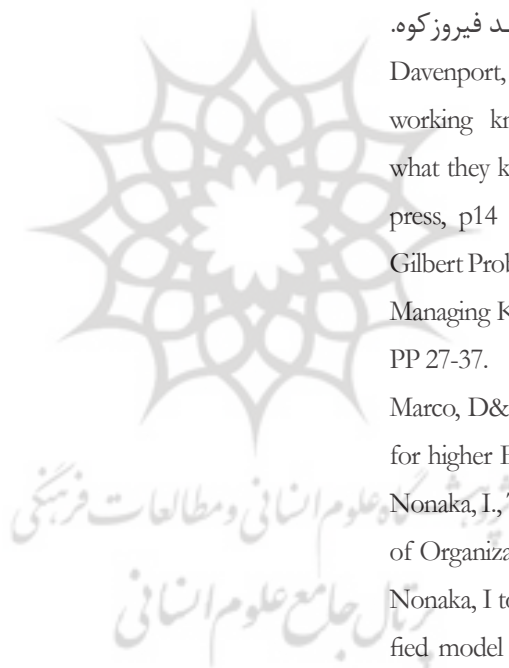 ـد فیروزکوه.
Davenport,
working kn
what they k
press, p14
Gilbert Prob
Managing K
PP 27-37.
Marco, D&
for higher E
پژوهشگاه علوم انسانی و مطالعات فرهنگی
Nonaka, I.,
of Organiza
پرتال جامع علوم انسانی
Nonaka, I to
fied model